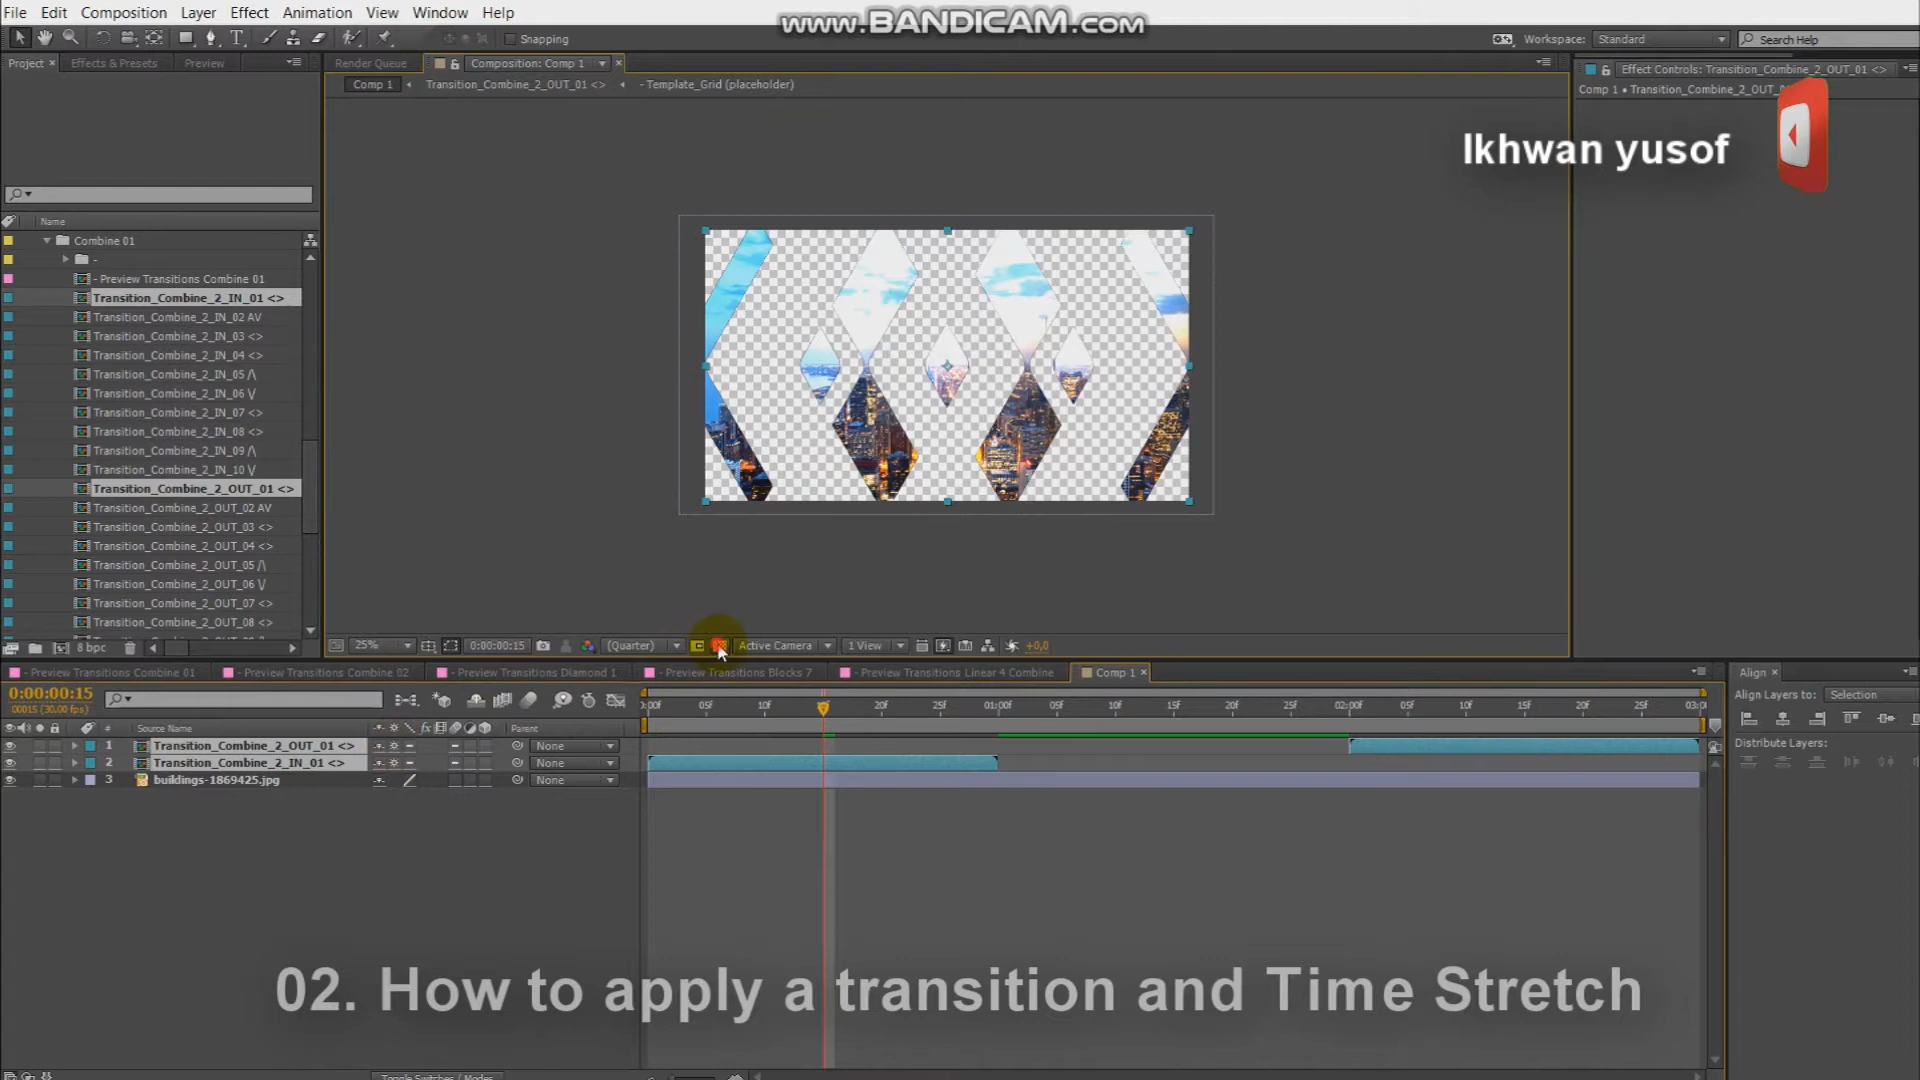 File Edit Composition Layer Effect Animation View Window Help
www.BANDICAM.com
Snapping
Workspace: Standard
Search Help
Project × Effects & Presets Preview
Render Queue
Composition: Comp 1 ×
Effect Controls: Transition_Combine_2_OUT_01 <>
Comp 1 Transition_Combine_2_OUT_01 <> - Template_Grid (placeholder)
Comp 1 • Transition_Combine_2_OUT_
Ikhwan yusof
Name
Combine 01
-
- Preview Transitions Combine 01
Transition_Combine_2_IN_01 <>
Transition_Combine_2_IN_02 AV
Transition_Combine_2_IN_03 <>
Transition_Combine_2_IN_04 <>
Transition_Combine_2_IN_05 /\
Transition_Combine_2_IN_06 \/
Transition_Combine_2_IN_07 <>
Transition_Combine_2_IN_08 <>
Transition_Combine_2_IN_09 /\
Transition_Combine_2_IN_10 \/
Transition_Combine_2_OUT_01 <>
Transition_Combine_2_OUT_02 AV
Transition_Combine_2_OUT_03 <>
Transition_Combine_2_OUT_04 <>
Transition_Combine_2_OUT_05 /\
Transition_Combine_2_OUT_06 \/
Transition_Combine_2_OUT_07 <>
Transition_Combine_2_OUT_08 <>
8 bpc
25% 0:00:00:15 (Quarter) Active Camera 1 View +0,0
- Preview Transitions Combine 01 - Preview Transitions Combine 02 - Preview Transitions Diamond 1 - Preview Transitions Blocks 7 - Preview Transitions Linear 4 Combine Comp 1 ×
Align ×
0:00:00:15
00015 (30.00 fps)
Align Layers to: Selection
:00f 05f 10f 20f 25f 01:00f 05f 10f 15f 20f 25f 02:00f 05f 10f 15f 20f 25f 03:0
Source Name Parent
Distribute Layers:
1 Transition_Combine_2_OUT_01 <> None
2 Transition_Combine_2_IN_01 <> None
3 buildings-1869425.jpg None
02. How to apply a transition and Time Stretch
Toggle Switches / Modes